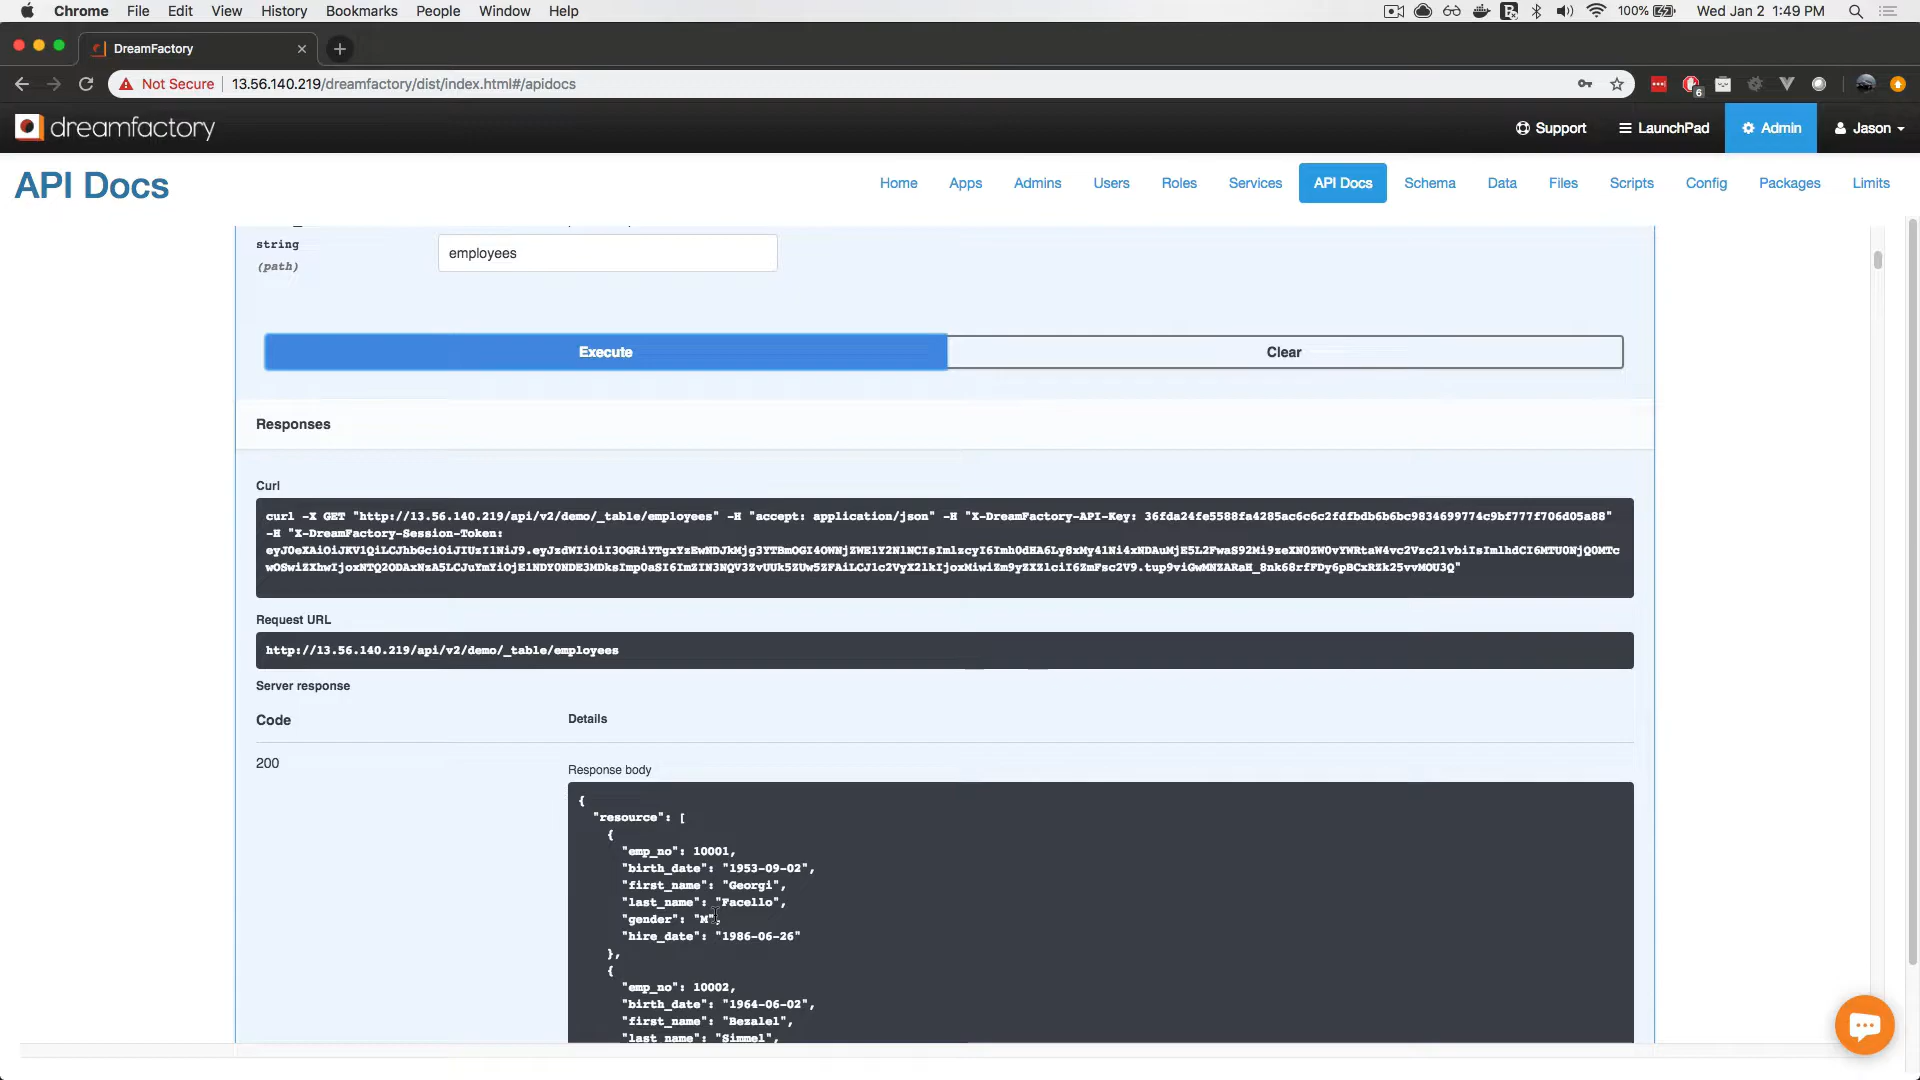 Chrome File Edit View History Bookmarks People Window Help 100% Wed Jan 2 1:49 PM
DreamFactory
Not Secure 13.56.140.219/dreamfactory/dist/index.html#/apidocs 6
dreamfactory Support LaunchPad Admin Jason
API Docs Home Apps Admins Users Roles Services API Docs Schema Data Files Scripts Config Packages Limits
string
employees
(path)
Execute Clear
Responses
Curl
curl -X GET "http://13.56.140.219/api/v2/demo/_table/employees" -H "accept: application/json" -H "X-DreamFactory-API-Key: 36fda24fe5588fa4285ac6c6c2fdfbdb6b6bc9834699774c9bf777f706d05a88"
-H "X-DreamFactory-Session-Token:
Request URL
http://13.56.140.219/api/v2/demo/_table/employees
Server response
Code Details
200
Response body
{
"resource": [
{
"emp_no": 10001,
"birth_date": "1953-09-02",
"first_name": "Georgi",
"last_name": "Facello",
"gender": "M",
"hire_date": "1986-06-26"
},
{
"emp_no": 10002,
"birth_date": "1964-06-02",
"first_name": "Bezalel",
"last_name": "Simmel",